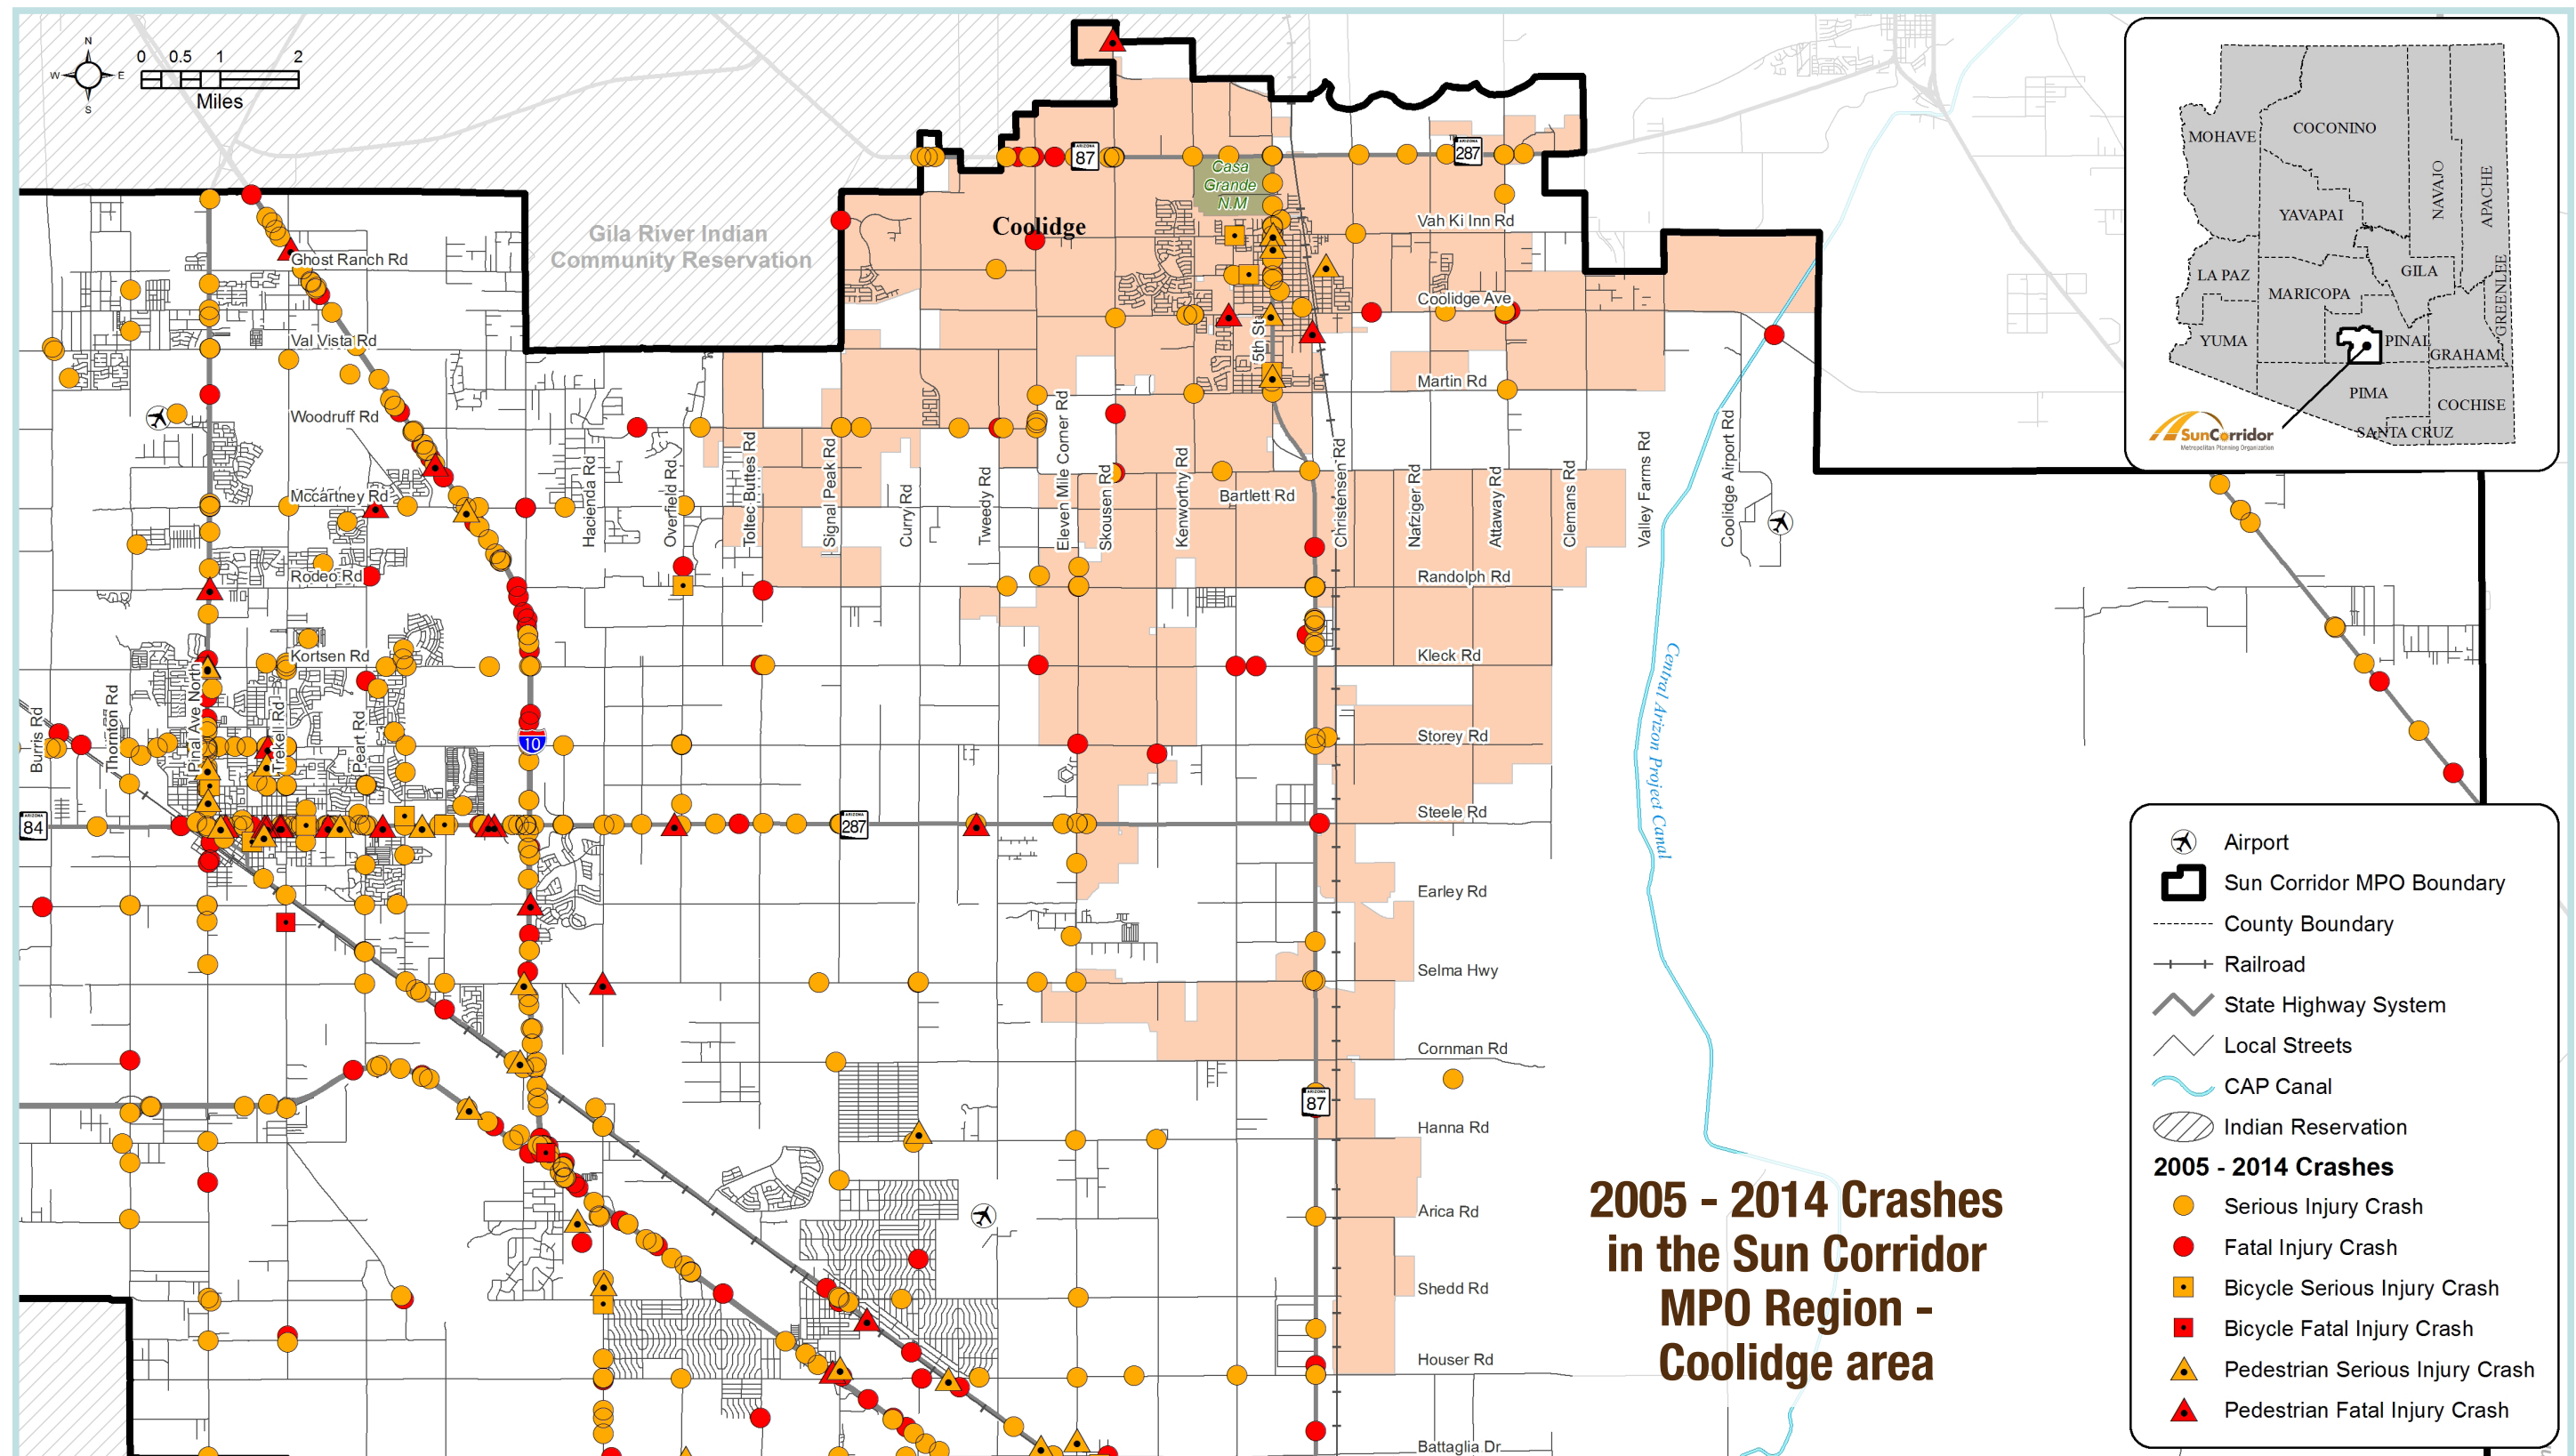 N
W E
S
0 0.5 1 2
Miles
87
287
Casa
Grande
N.M
Coolidge
Vah Ki Inn Rd
Gila River Indian
Community Reservation
Ghost Ranch Rd
Coolidge Ave
Val Vista Rd
5th St
Martin Rd
Woodruff Rd
Mccartney Rd
Hacienda Rd
Overfield Rd
Toltec Buttes Rd
Signal Peak Rd
Curry Rd
Tweedy Rd
Eleven Mile Corner Rd
Skousen Rd
Kenworthy Rd
Bartlett Rd
Christensen Rd
Nafziger Rd
Attaway Rd
Clemans Rd
Valley Farms Rd
Coolidge Airport Rd
Rodeo Rd
Randolph Rd
Kortsen Rd
Kleck Rd
Burris Rd
Thornton Rd
Pinal Ave North
Trekell Rd
Peart Rd
10
Storey Rd
Central Arizona Project Canal
ARIZONA
84
ARIZONA
287
Steele Rd
Earley Rd
Selma Hwy
Cornman Rd
ARIZONA
87
Hanna Rd
Arica Rd
Shedd Rd
Houser Rd
Battaglia Dr
2005 - 2014 Crashes
in the Sun Corridor
MPO Region -
Coolidge area
MOHAVE
COCONINO
NAVAJO
APACHE
YAVAPAI
LA PAZ
GILA
GREENLEE
MARICOPA
YUMA
PINAL
GRAHAM
PIMA
COCHISE
SANTA CRUZ
SunCorridor
Metropolitan Planning Organization
Airport
Sun Corridor MPO Boundary
County Boundary
Railroad
State Highway System
Local Streets
CAP Canal
Indian Reservation
2005 - 2014 Crashes
Serious Injury Crash
Fatal Injury Crash
Bicycle Serious Injury Crash
Bicycle Fatal Injury Crash
Pedestrian Serious Injury Crash
Pedestrian Fatal Injury Crash